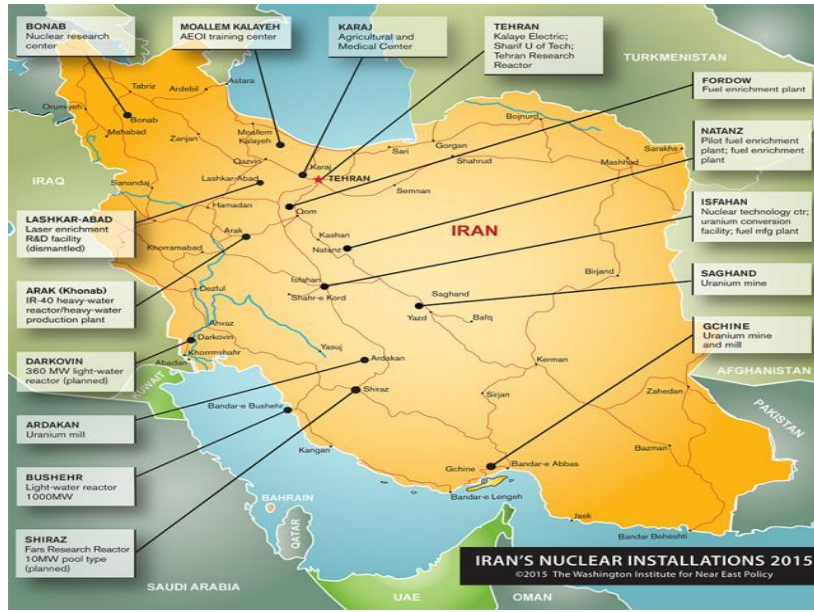 BONAB
Nuclear research
center
MOALLEM KALAYEH
AEOI training center
KARAJ
Agricultural and
Medical Center
TEHRAN
Kalaye Electric;
Sharif U of Tech;
Tehran Research
Reactor
TURKMENISTAN
FORDOW
Fuel enrichment plant
NATANZ
Pilot fuel enrichment
plant; fuel enrichment
plant
ISFAHAN
Nuclear technology ctr;
uranium conversion
facility; fuel mfg plant
SAGHAND
Uranium mine
GCHINE
Uranium mine
and mill
LASHKAR-ABAD
Laser enrichment
R&D facility
(dismantled)
ARAK (Khonab)
IR-40 heavy-water
reactor/heavy-water
production plant
DARKOVIN
360 MW light-water
reactor (planned)
ARDAKAN
Uranium mill
BUSHEHR
Light-water reactor
1000MW
SHIRAZ
Fars Research Reactor
10MW pool type
(planned)
Tabriz
Ardebil
Astara
Orum-yeh
Bonab
Mahabad
Zanjan
Moallem
Kalayeh
Qazvin
Karaj
TEHRAN
Sari
Gorgan
Bojnurd
Shahrud
Mashhad
Sarakhs
Semnan
IRAQ
Sanandaj
Lashkar-Abad
Hamadan
Qom
Arak
Kashan
Natanz
IRAN
Khorramabad
Isfahan
Shahr-e Kord
Dezful
Saghand
Yazd
Bafq
Birjand
Ahvaz
Darkovin
Khorrmshahr
Abadan
Yasuj
Ardakan
Kerman
AFGHANISTAN
KUWAIT
Shiraz
Sirjan
Zahedan
Bandar-e Bushehr
PAKISTAN
Kangan
Gchine
Bandar-e Abbas
Bazman
Bandar-e Lengeh
BAHRAIN
QATAR
Jask
Bandar Beheshti
SAUDI ARABIA
UAE
OMAN
IRAN'S NUCLEAR INSTALLATIONS 2015
©2015 The Washington Institute for Near East Policy